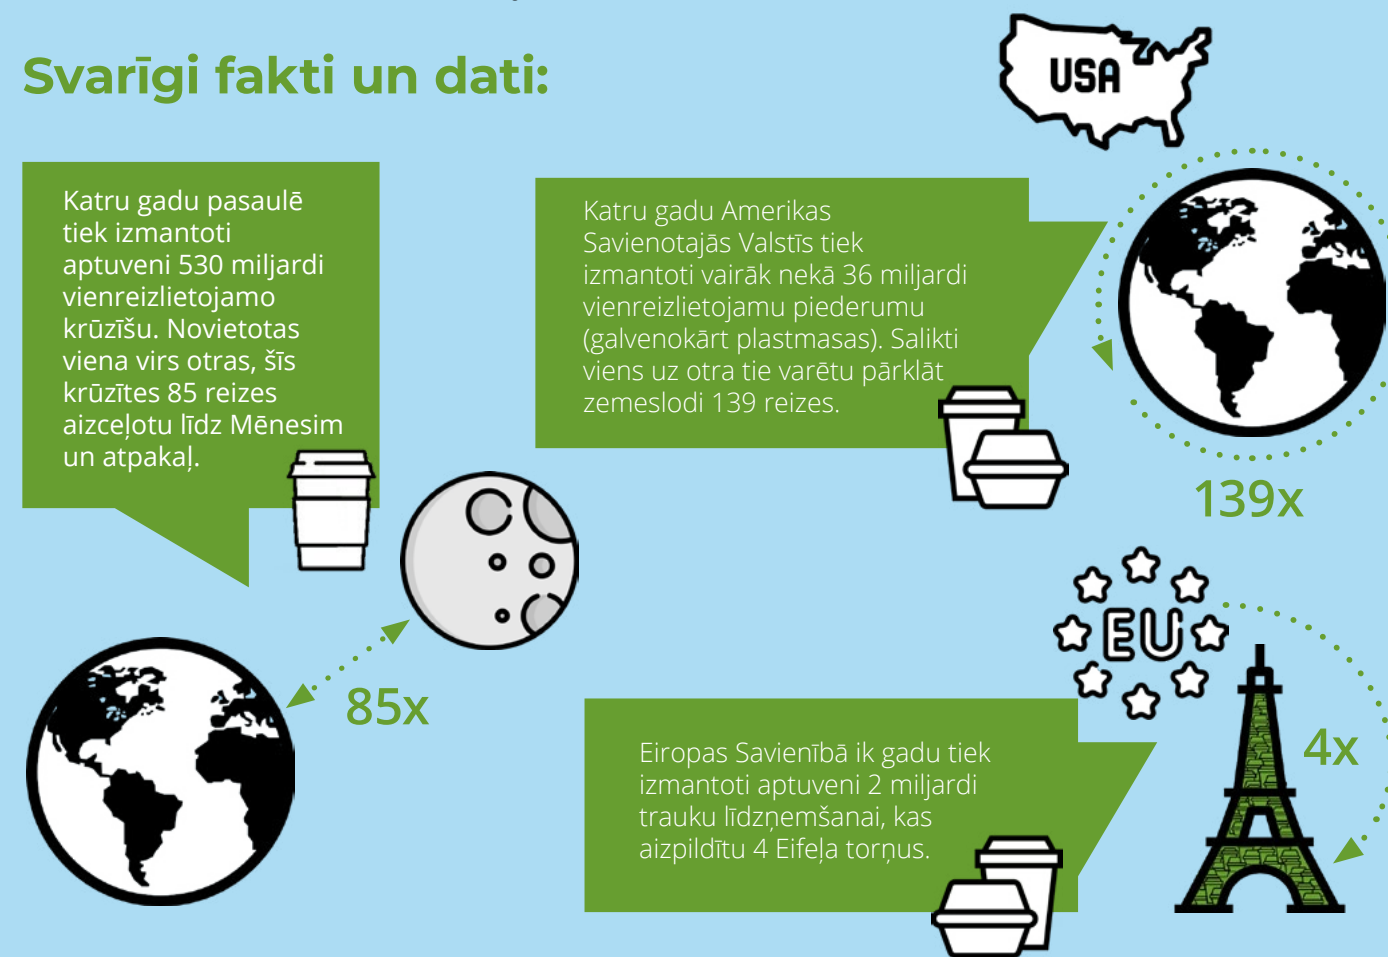 Svarīgi fakti un dati:
USA
Katru gadu pasaulē
tiek izmantoti
aptuveni 530 miljardi
vienreizlietojamo
krūzīšu. Novietotas
viena virs otras, šīs
krūzītes 85 reizes
aizceļotu līdz Mēnesim
un atpakaļ.
85x
Katru gadu Amerikas
Savienotajās Valstīs tiek
izmantoti vairāk nekā 36 miljardi
vienreizlietojamu piederumu
(galvenokārt plastmasas). Salikti
viens uz otra tie varētu pārklāt
zemeslodi 139 reizes.
139x
EU
Eiropas Savienībā ik gadu tiek
izmantoti aptuveni 2 miljardi
trauku līdzņemšanai, kas
aizpildītu 4 Eifeļa torņus.
4x